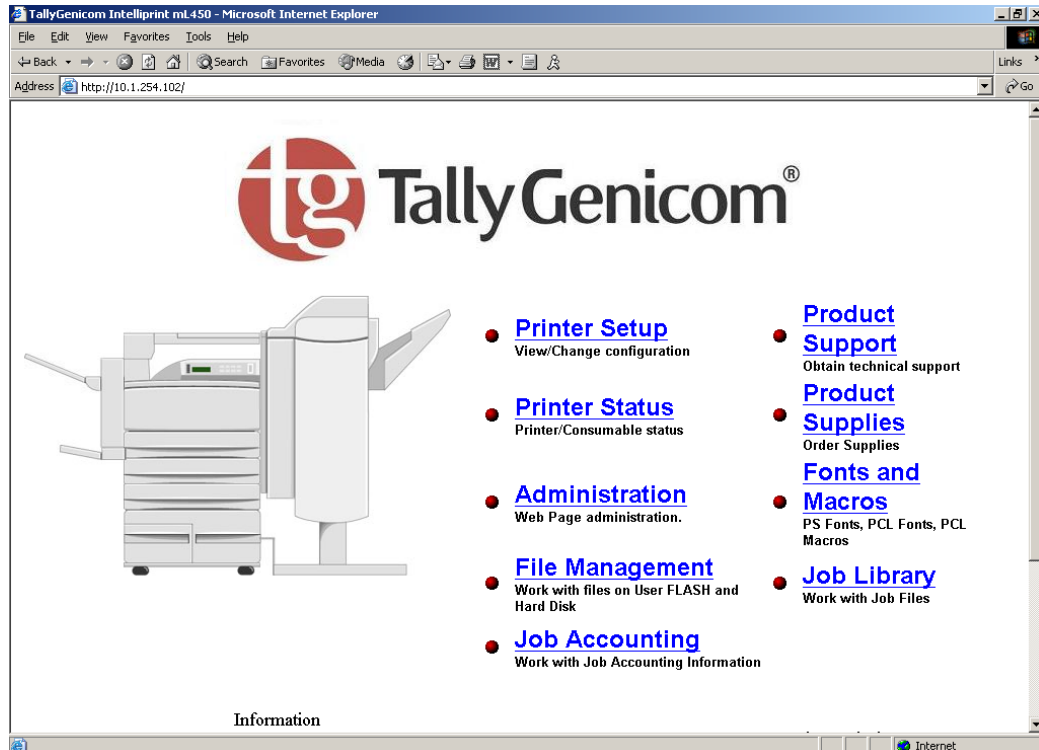 TallyGenicom Intelliprint mL450 - Microsoft Internet Explorer
File Edit View Favorites Tools Help
Back Search Favorites Media Links
Address http://10.1.254.102/ Go
tg TallyGenicom®
Printer Setup
View/Change configuration
Product
Support
Obtain technical support
Printer Status
Printer/Consumable status
Product
Supplies
Order Supplies
Administration
Web Page administration.
Fonts and
Macros
PS Fonts, PCL Fonts, PCL
Macros
File Management
Work with files on User FLASH and
Hard Disk
Job Library
Work with Job Files
Job Accounting
Work with Job Accounting Information
Information
Internet